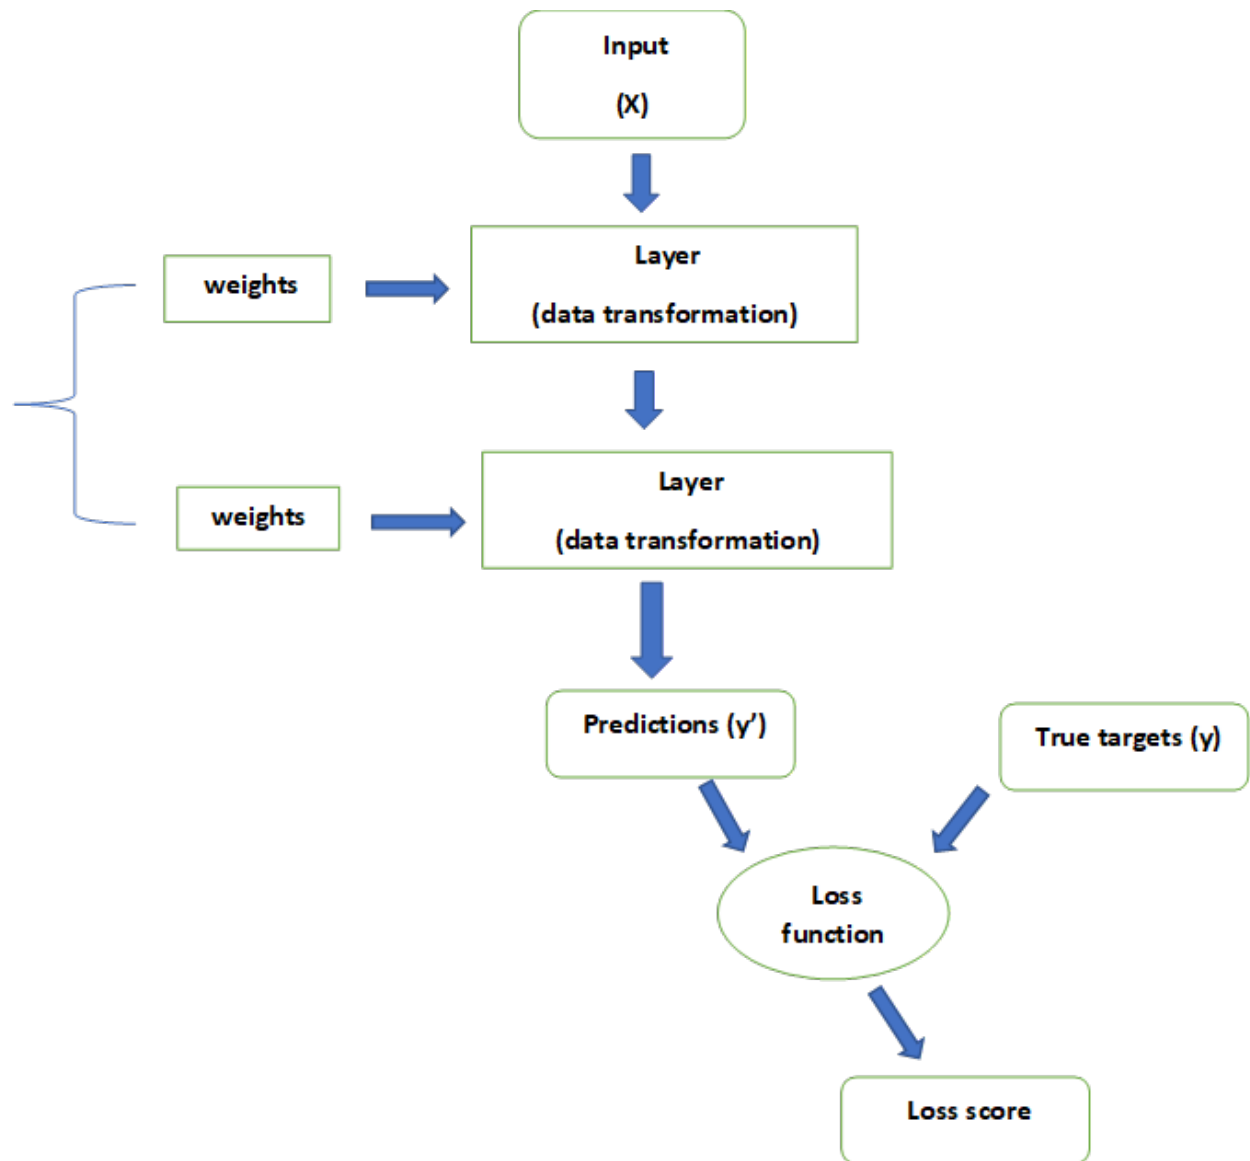 Input
(X)
weights
Layer
(data transformation)
weights
Layer
(data transformation)
Predictions (y’)
True targets (y)
Loss
function
Loss score